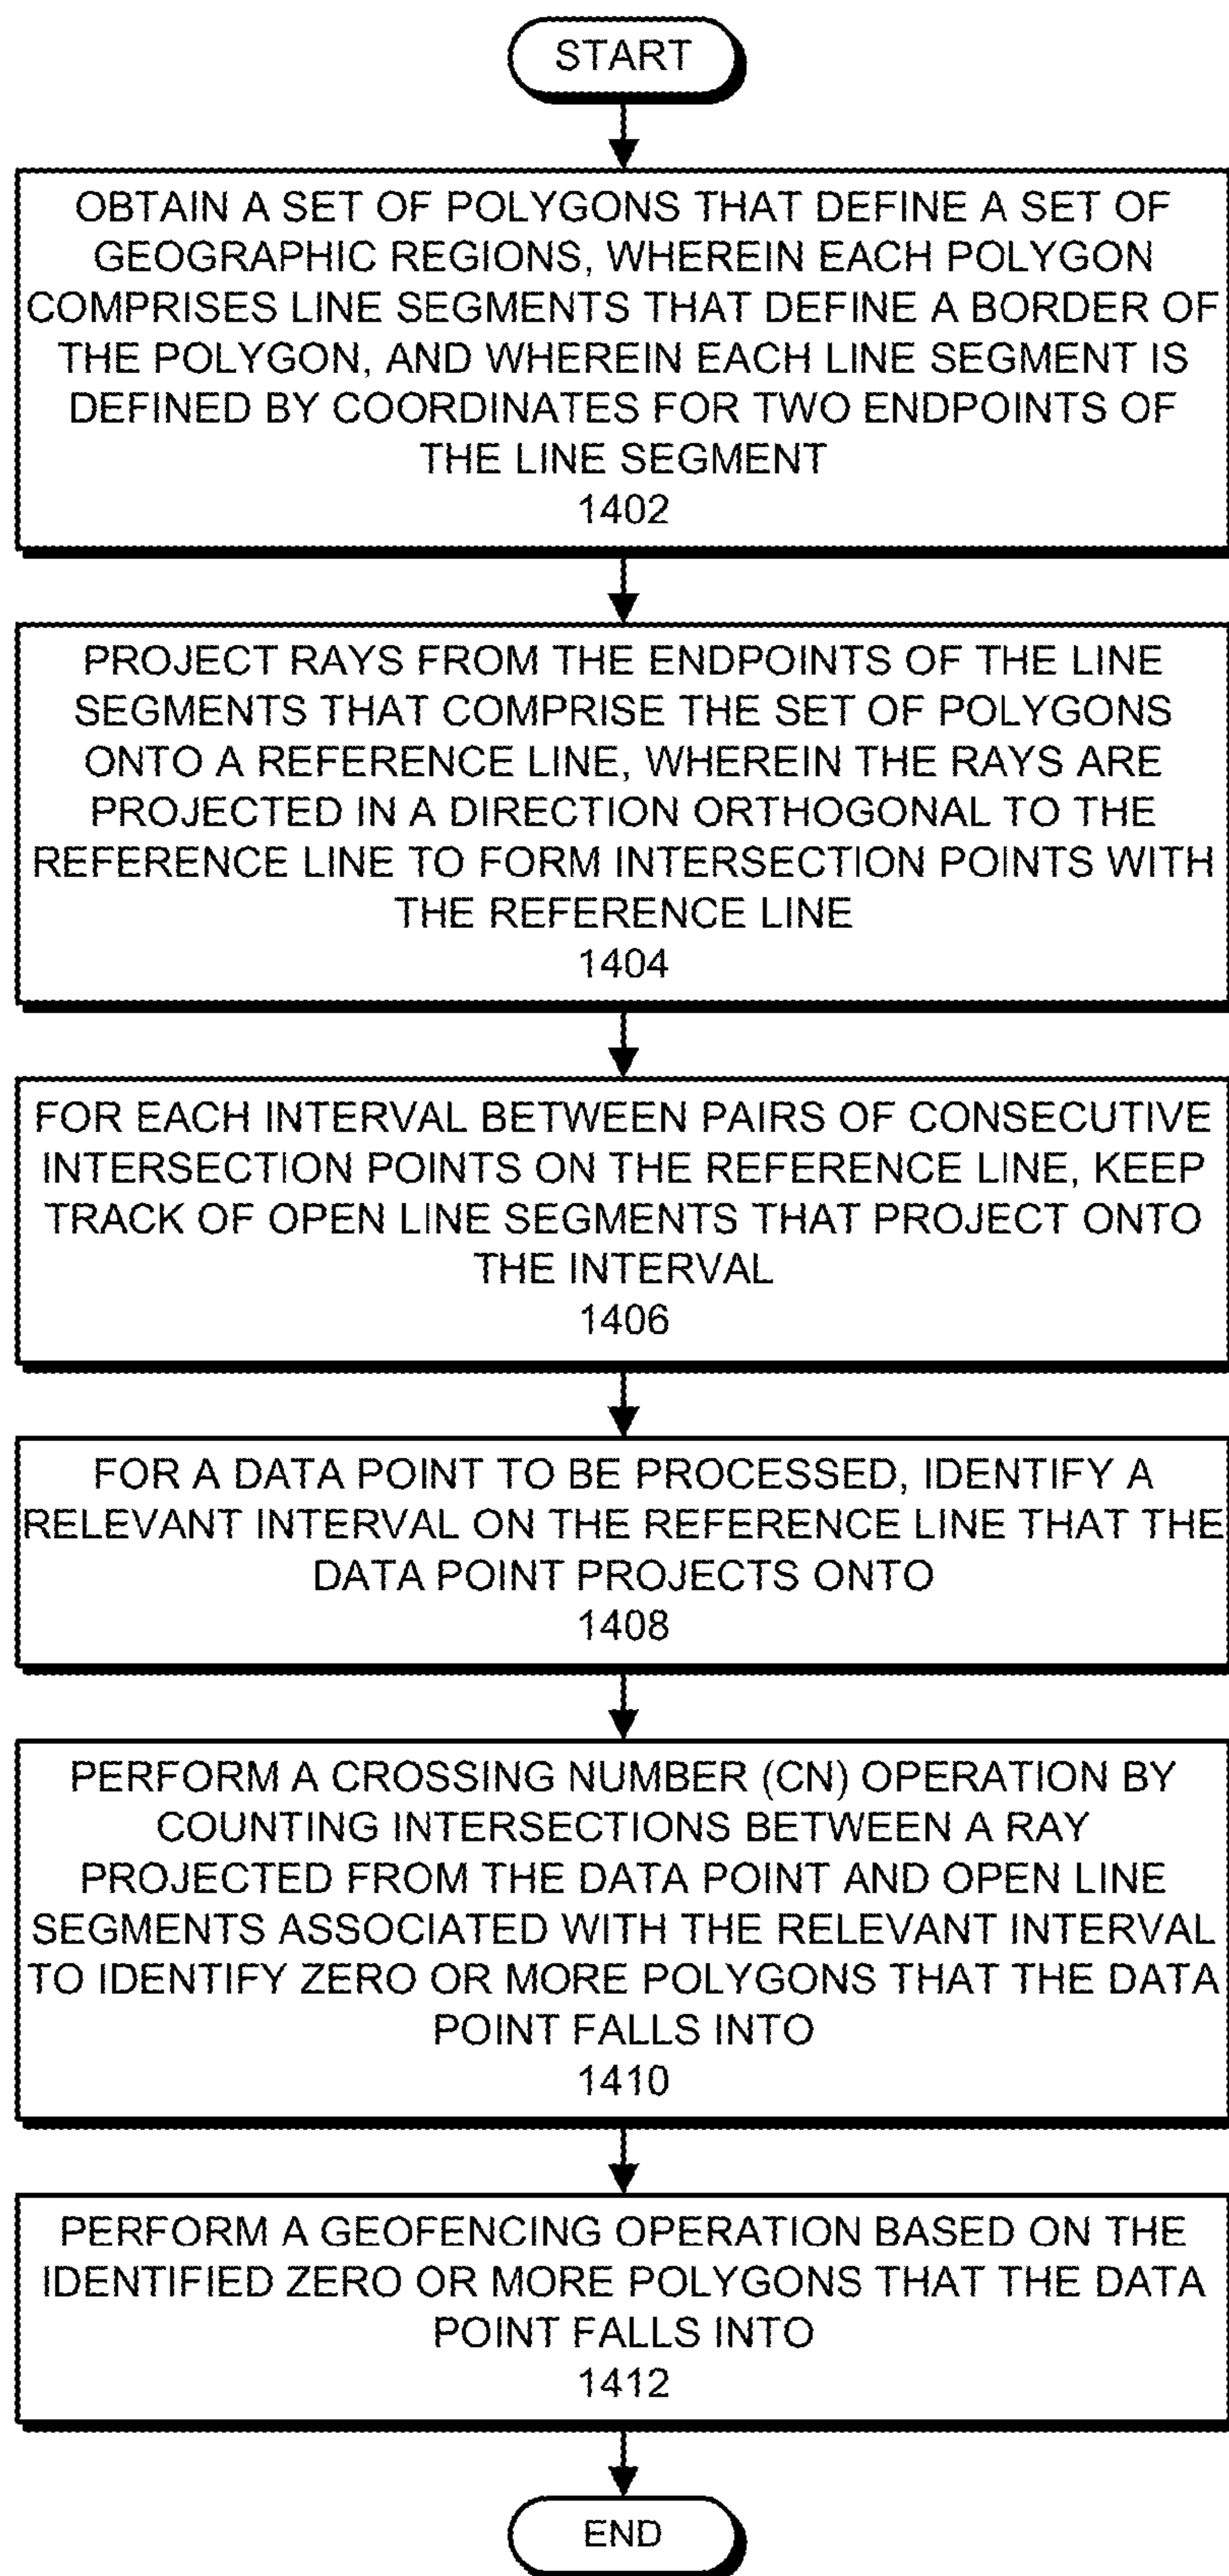 START
OBTAIN A SET OF POLYGONS THAT DEFINE A SET OF
GEOGRAPHIC REGIONS, WHEREIN EACH POLYGON
COMPRISES LINE SEGMENTS THAT DEFINE A BORDER OF
THE POLYGON, AND WHEREIN EACH LINE SEGMENT IS
DEFINED BY COORDINATES FOR TWO ENDPOINTS OF
THE LINE SEGMENT
1402
PROJECT RAYS FROM THE ENDPOINTS OF THE LINE
SEGMENTS THAT COMPRISE THE SET OF POLYGONS
ONTO A REFERENCE LINE, WHEREIN THE RAYS ARE
PROJECTED IN A DIRECTION ORTHOGONAL TO THE
REFERENCE LINE TO FORM INTERSECTION POINTS WITH
THE REFERENCE LINE
1404
FOR EACH INTERVAL BETWEEN PAIRS OF CONSECUTIVE
INTERSECTION POINTS ON THE REFERENCE LINE, KEEP
TRACK OF OPEN LINE SEGMENTS THAT PROJECT ONTO
THE INTERVAL
1406
FOR A DATA POINT TO BE PROCESSED, IDENTIFY A
RELEVANT INTERVAL ON THE REFERENCE LINE THAT THE
DATA POINT PROJECTS ONTO
1408
PERFORM A CROSSING NUMBER (CN) OPERATION BY
COUNTING INTERSECTIONS BETWEEN A RAY
PROJECTED FROM THE DATA POINT AND OPEN LINE
SEGMENTS ASSOCIATED WITH THE RELEVANT INTERVAL
TO IDENTIFY ZERO OR MORE POLYGONS THAT THE DATA
POINT FALLS INTO
1410
PERFORM A GEOFENCING OPERATION BASED ON THE
IDENTIFIED ZERO OR MORE POLYGONS THAT THE DATA
POINT FALLS INTO
1412
END